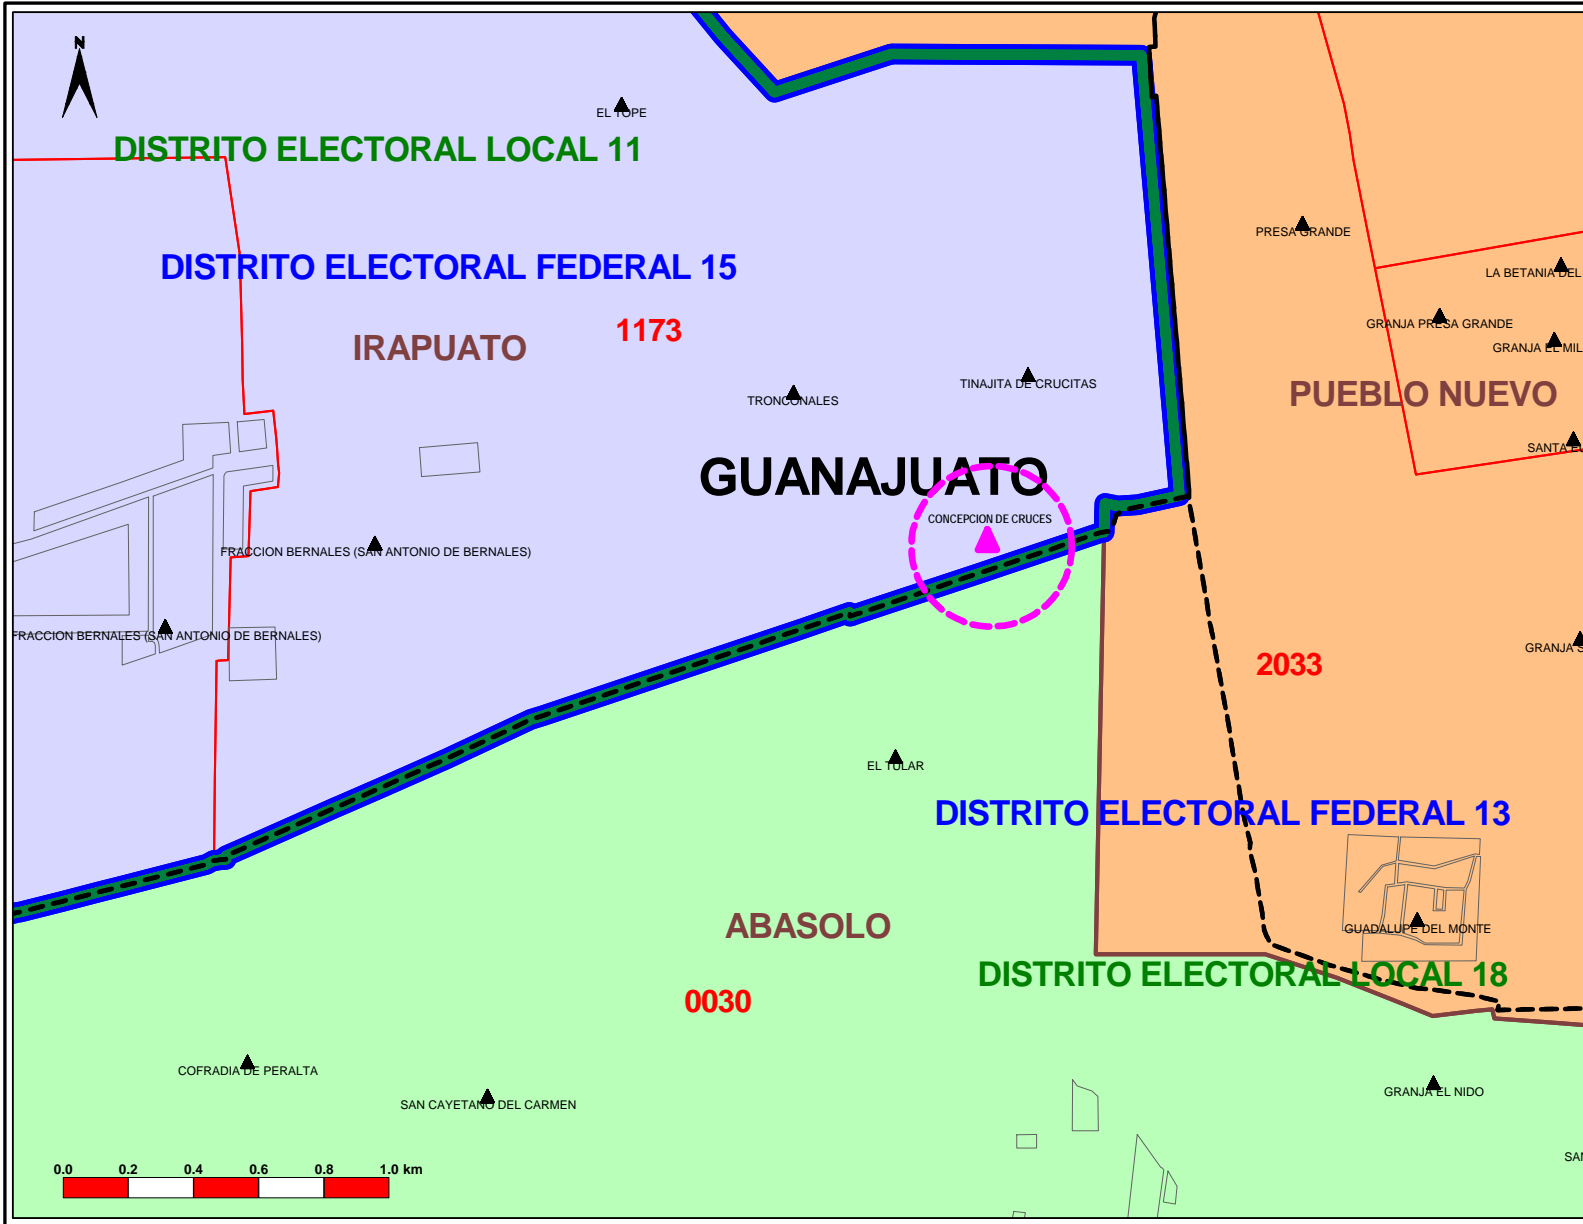 N
EL TOPE
DISTRITO ELECTORAL LOCAL 11
PRESA GRANDE
DISTRITO ELECTORAL FEDERAL 15
LA BETANIA DEL
1173
GRANJA PRESA GRANDE
IRAPUATO
GRANJA EL MIL
TINAJITA DE CRUCITAS
TRONCONALES
PUEBLO NUEVO
SANTA EU
GUANAJUATO
CONCEPCION DE CRUCES
FRACCION BERNALES (SAN ANTONIO DE BERNALES)
FRACCION BERNALES (SAN ANTONIO DE BERNALES)
GRANJA S
2033
EL TULAR
DISTRITO ELECTORAL FEDERAL 13
ABASOLO
GUADALUPE DEL MONTE
DISTRITO ELECTORAL LOCAL 18
0030
COFRADIA DE PERALTA
GRANJA EL NIDO
SAN CAYETANO DEL CARMEN
SAN
0.0 0.2 0.4 0.6 0.8 1.0 km